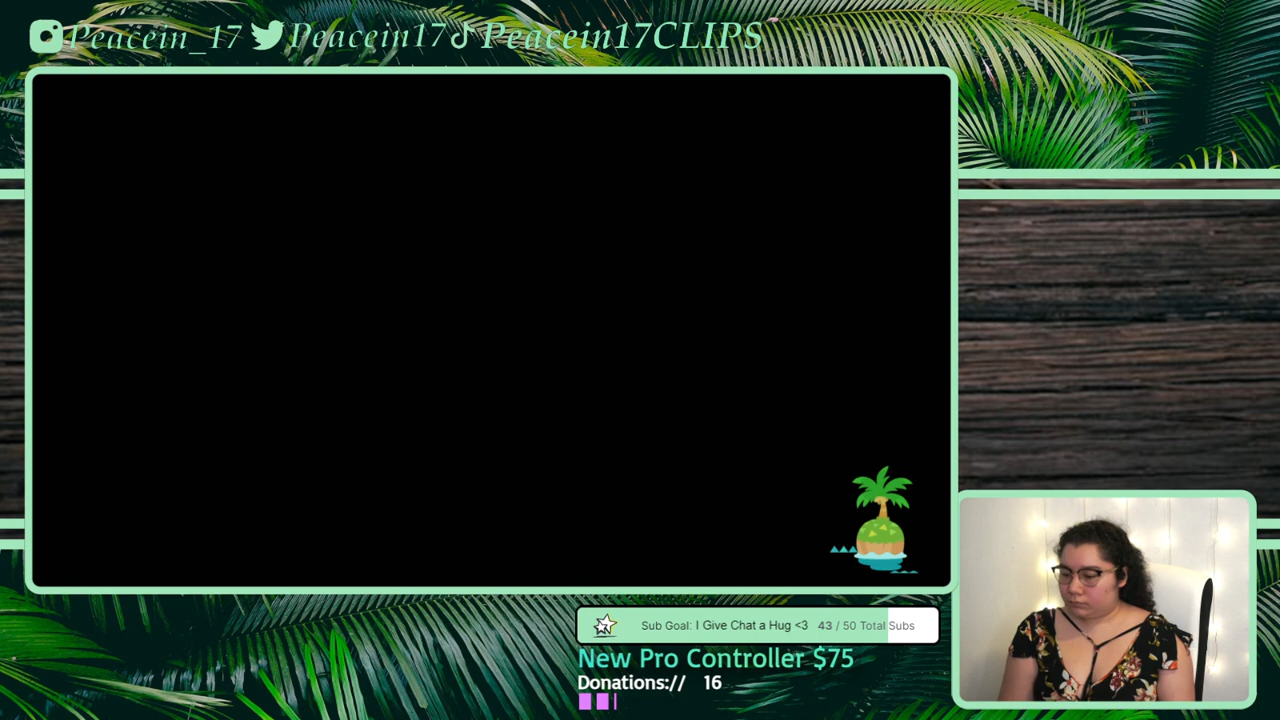 Peacein_17 Peacein17 Peacein17CLIPS
Sub Goal: I Give Chat a Hug <3 43 / 50 Total Subs
New Pro Controller $75
Donations:// 16